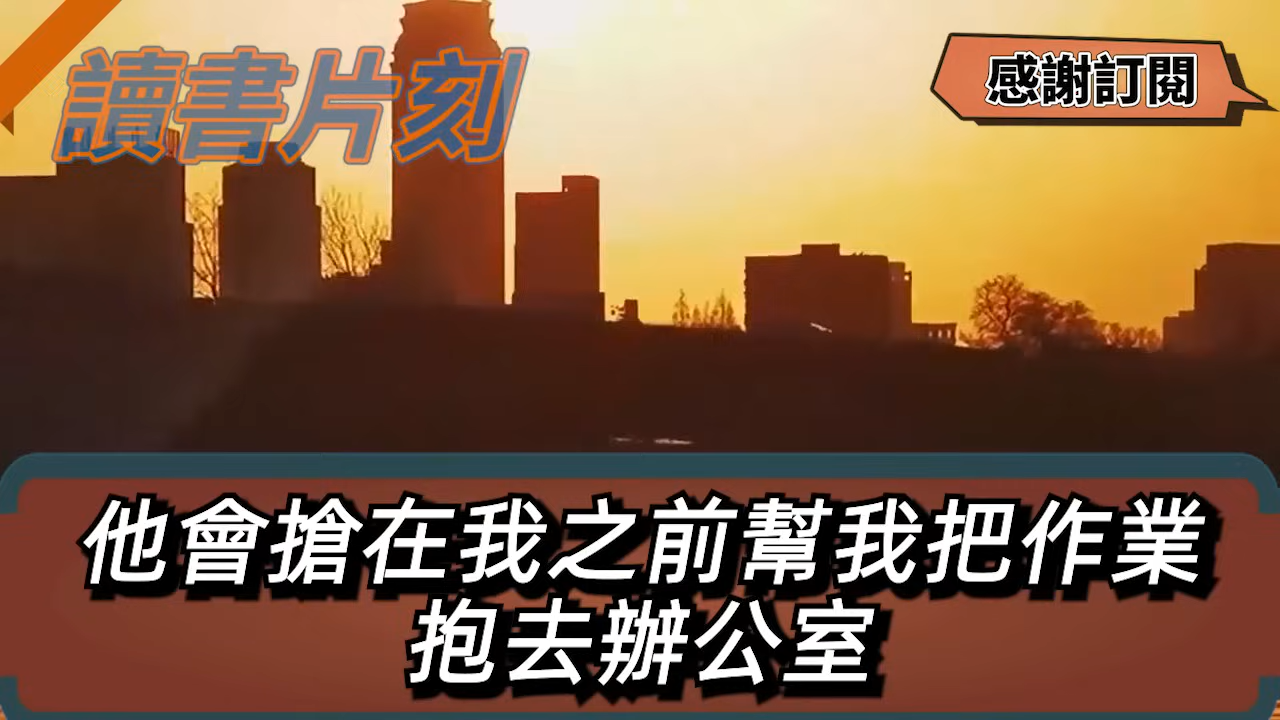 讀書片刻
感謝訂閱
他會搶在我之前幫我把作業
抱去辦公室